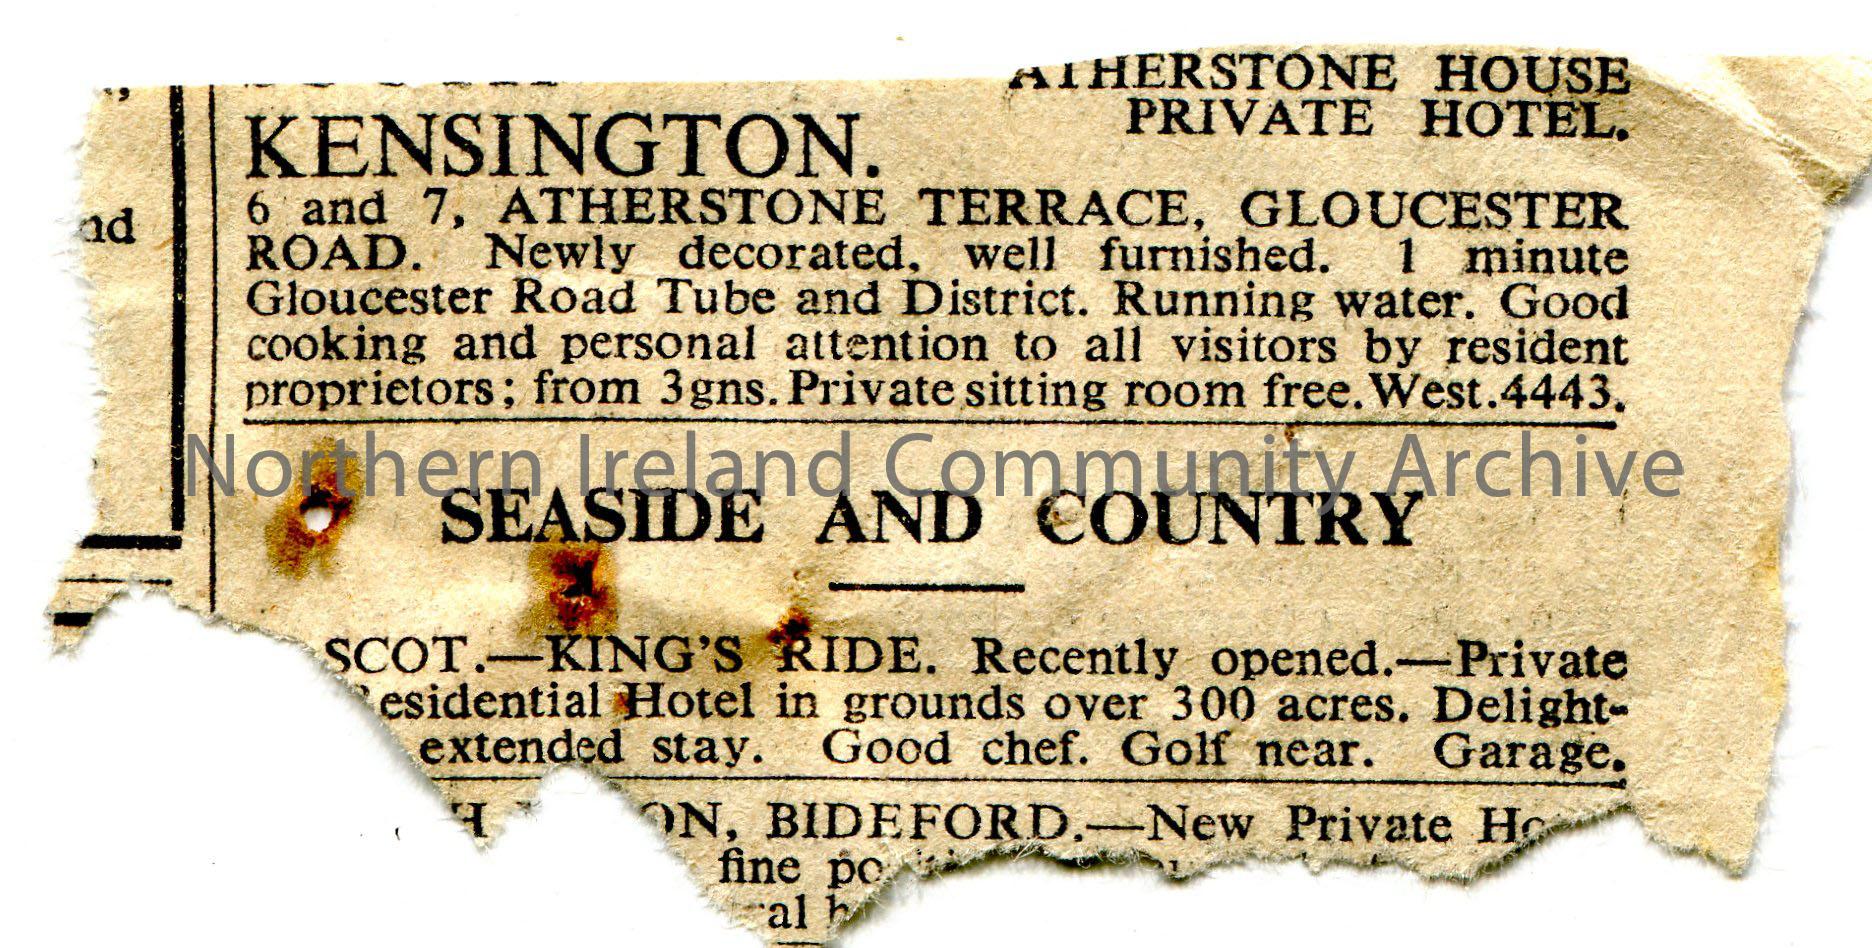 ATHERSTONE HOUSE
PRIVATE HOTEL.
KENSINGTON.
6 and 7, ATHERSTONE TERRACE, GLOUCESTER
ROAD. Newly decorated, well furnished. 1 minute
Gloucester Road Tube and District. Running water. Good
cooking and personal attention to all visitors by resident
proprietors; from 3gns. Private sitting room free. West. 4443.
Northern Ireland Community Archive
SEASIDE AND COUNTRY
SCOT.—KING'S RIDE. Recently opened.—Private
esidential Hotel in grounds over 300 acres. Delight-
extended stay. Good chef. Golf near. Garage.
ON, BIDEFORD.—New Private
fine